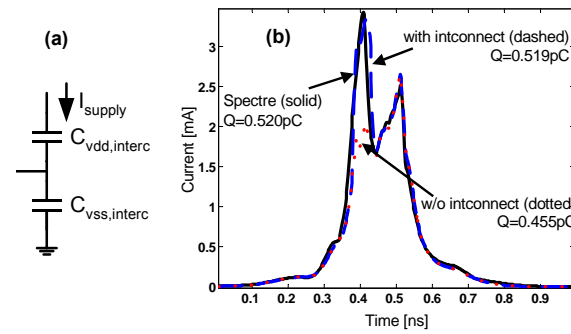 (a)
I supply
C vdd,interc
C vss,interc
(b)
with intconnect (dashed)
Q=0.519pC
Spectre (solid)
Q=0.520pC
w/o intconnect (dotted
Q=0.455pC
Current [mA]
3
2.5
2
1.5
1
0.5
0
0.1 0.2 0.3 0.4 0.5 0.6 0.7 0.8 0.9
Time [ns]